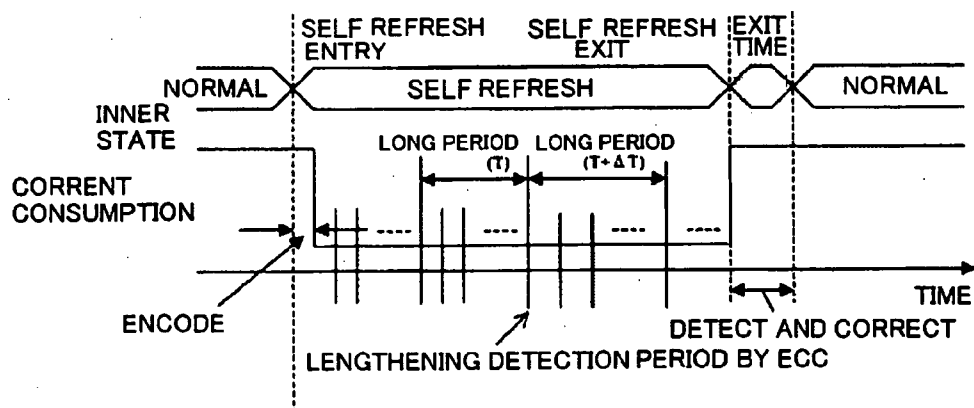 SELF REFRESH
ENTRY
SELF REFRESH
EXIT
EXIT
TIME
NORMAL
SELF REFRESH
NORMAL
INNER
STATE
LONG PERIOD
(T)
LONG PERIOD
(T+ΔT)
CORRENT
CONSUMPTION
TIME
ENCODE
DETECT AND CORRECT
LENGTHENING DETECTION PERIOD BY ECC